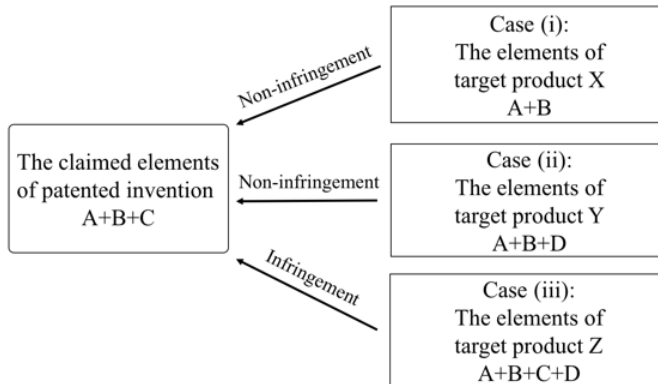 The claimed elements
of patented invention
A+B+C
Non-infringement
Non-infringement
Infringement
Case (i):
The elements of
target product X
A+B
Case (ii):
The elements of
target product Y
A+B+D
Case (iii):
The elements of
target product Z
A+B+C+D